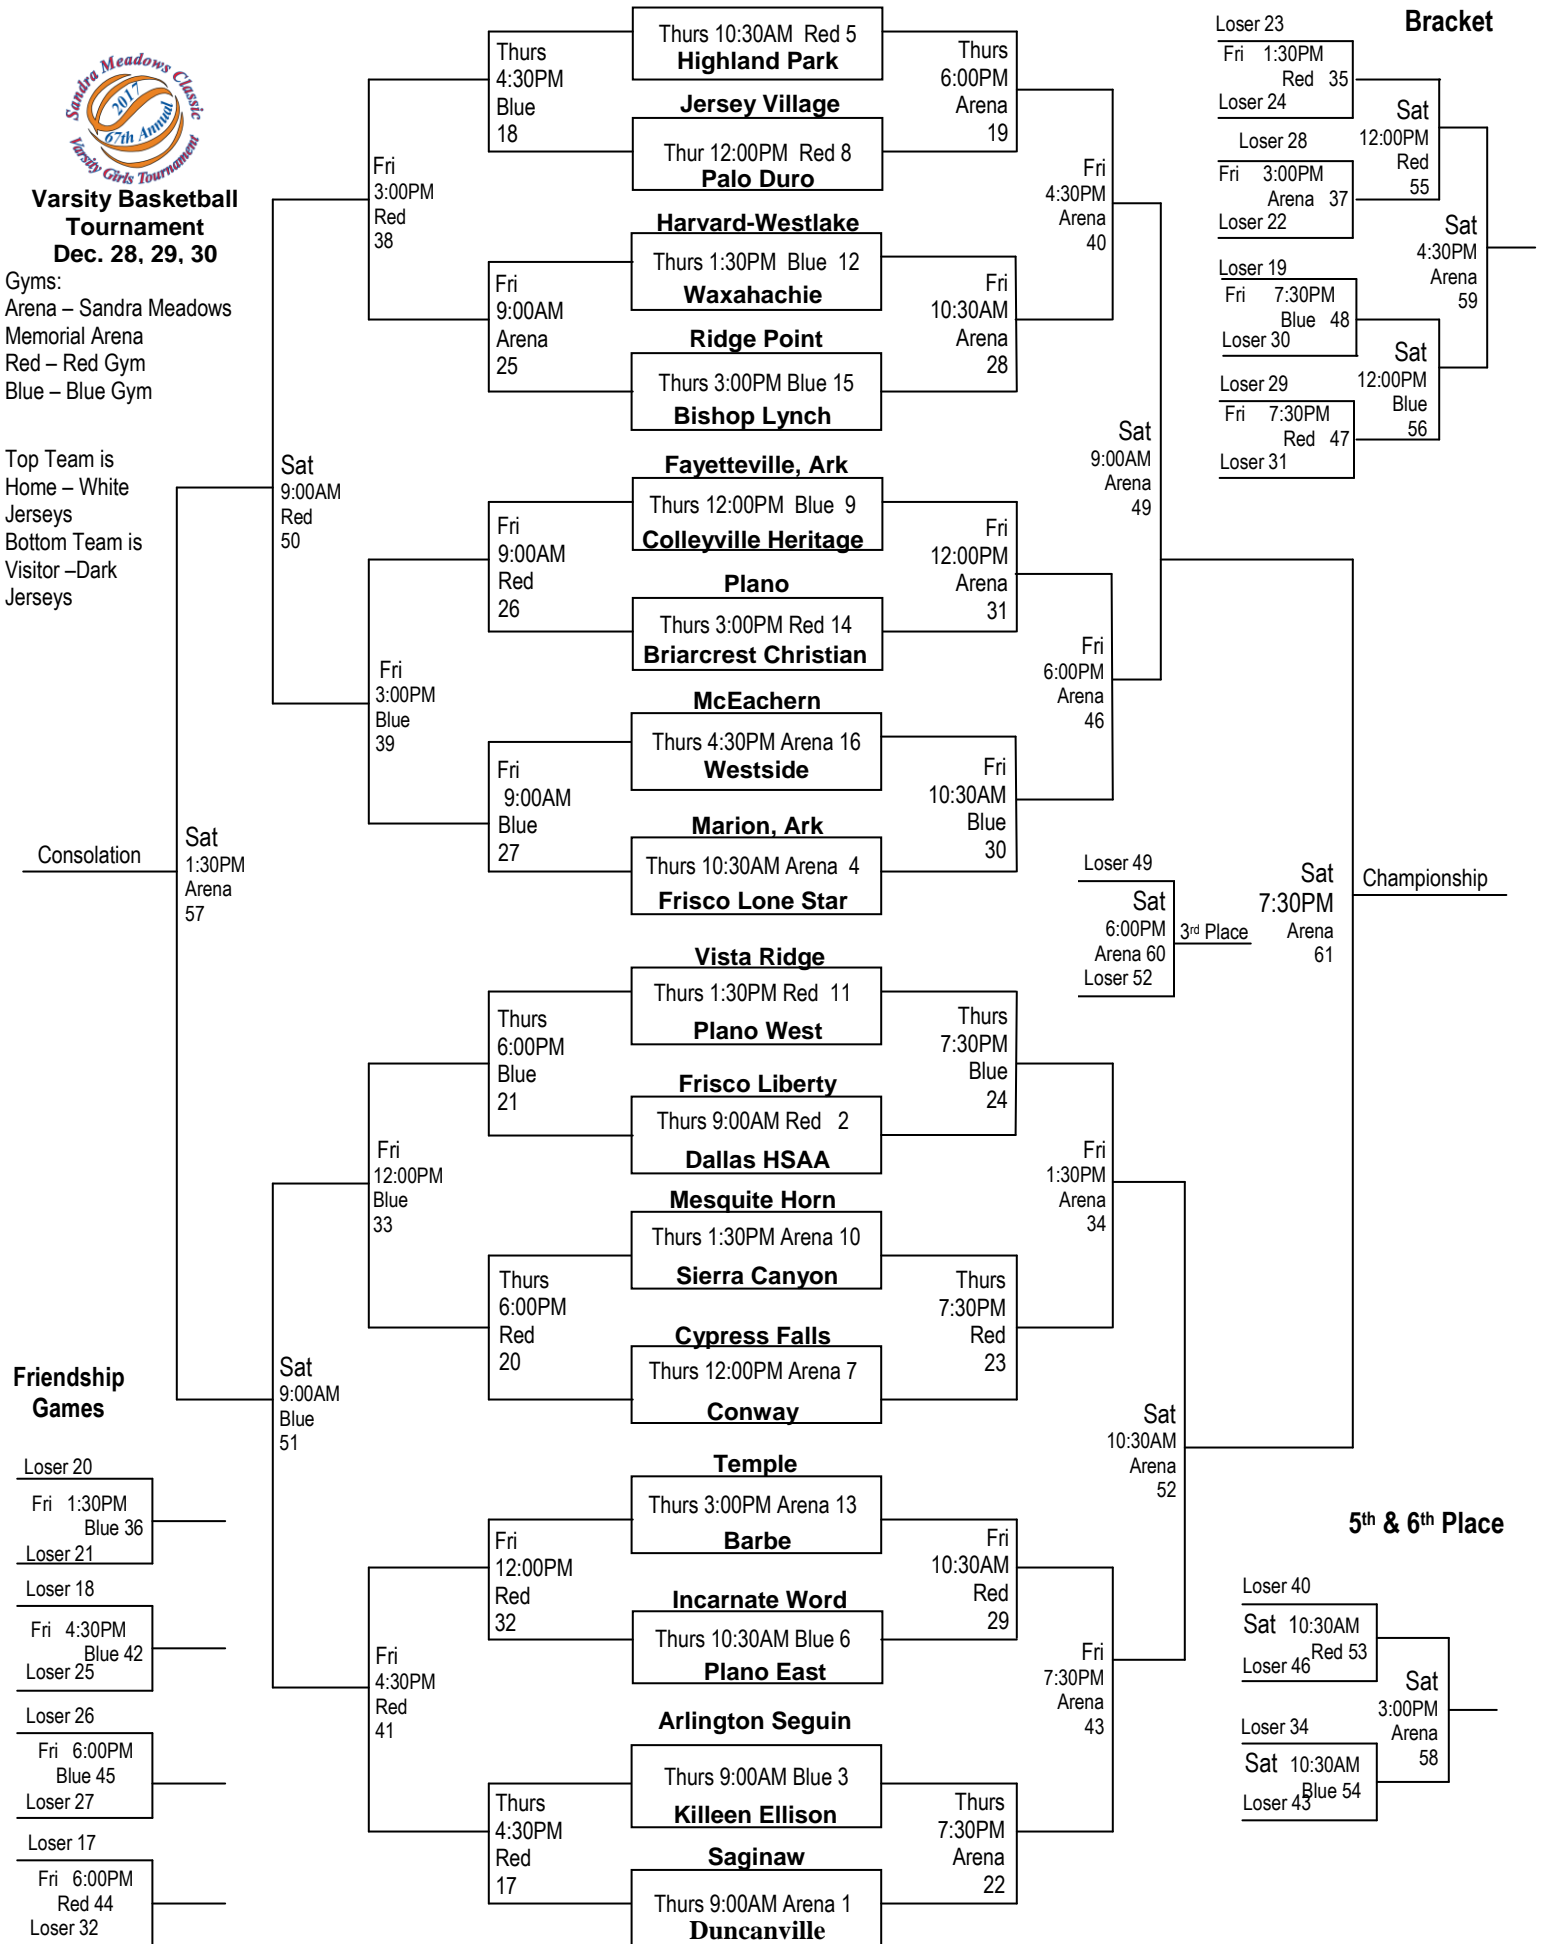 Sandra Meadows Classic
2017
67th Annual
Varsity Girls Tournament
Varsity Basketball
Tournament
Dec. 28, 29, 30
Gyms:
Arena – Sandra Meadows
Memorial Arena
Red – Red Gym
Blue – Blue Gym
Top Team is
Home – White
Jerseys
Bottom Team is
Visitor –Dark
Jerseys
Consolation
Sat
1:30PM
Arena
57
Sat
9:00AM
Red
50
Sat
9:00AM
Blue
51
Fri
3:00PM
Red
38
Fri
3:00PM
Blue
39
Fri
12:00PM
Blue
33
Fri
4:30PM
Red
41
Thurs
4:30PM
Blue
18
Fri
9:00AM
Arena
25
Fri
9:00AM
Red
26
Fri
9:00AM
Blue
27
Thurs
6:00PM
Blue
21
Thurs
6:00PM
Red
20
Fri
12:00PM
Red
32
Thurs
4:30PM
Red
17
Thurs 10:30AM Red 5
Highland Park
Jersey Village
Thur 12:00PM Red 8
Palo Duro
Harvard-Westlake
Thurs 1:30PM Blue 12
Waxahachie
Ridge Point
Thurs 3:00PM Blue 15
Bishop Lynch
Fayetteville, Ark
Thurs 12:00PM Blue 9
Colleyville Heritage
Plano
Thurs 3:00PM Red 14
Briarcrest Christian
McEachern
Thurs 4:30PM Arena 16
Westside
Marion, Ark
Thurs 10:30AM Arena 4
Frisco Lone Star
Vista Ridge
Thurs 1:30PM Red 11
Plano West
Frisco Liberty
Thurs 9:00AM Red 2
Dallas HSAA
Mesquite Horn
Thurs 1:30PM Arena 10
Sierra Canyon
Cypress Falls
Thurs 12:00PM Arena 7
Conway
Temple
Thurs 3:00PM Arena 13
Barbe
Incarnate Word
Thurs 10:30AM Blue 6
Plano East
Arlington Seguin
Thurs 9:00AM Blue 3
Killeen Ellison
Saginaw
Thurs 9:00AM Arena 1
Duncanville
Thurs
6:00PM
Arena
19
Fri
10:30AM
Arena
28
Fri
12:00PM
Arena
31
Fri
10:30AM
Blue
30
Thurs
7:30PM
Blue
24
Thurs
7:30PM
Red
23
Fri
10:30AM
Red
29
Thurs
7:30PM
Arena
22
Fri
4:30PM
Arena
40
Fri
6:00PM
Arena
46
Fri
1:30PM
Arena
34
Fri
7:30PM
Arena
43
Sat
9:00AM
Arena
49
Sat
10:30AM
Arena
52
Sat
7:30PM
Arena
61
Championship
Loser 49
Sat
6:00PM
Arena 60
Loser 52
3rd Place
Bracket
Loser 23
Fri 1:30PM
Red 35
Loser 24
Loser 28
Fri 3:00PM
Arena 37
Loser 22
Loser 19
Fri 7:30PM
Blue 48
Loser 30
Loser 29
Fri 7:30PM
Red 47
Loser 31
Sat
12:00PM
Red
55
Sat
12:00PM
Blue
56
Sat
4:30PM
Arena
59
Friendship
Games
Loser 20
Fri 1:30PM
Blue 36
Loser 21
Loser 18
Fri 4:30PM
Blue 42
Loser 25
Loser 26
Fri 6:00PM
Blue 45
Loser 27
Loser 17
Fri 6:00PM
Red 44
Loser 32
5th & 6th Place
Loser 40
Sat 10:30AM
Red 53
Loser 46
Loser 34
Sat 10:30AM
Blue 54
Loser 43
Sat
3:00PM
Arena
58